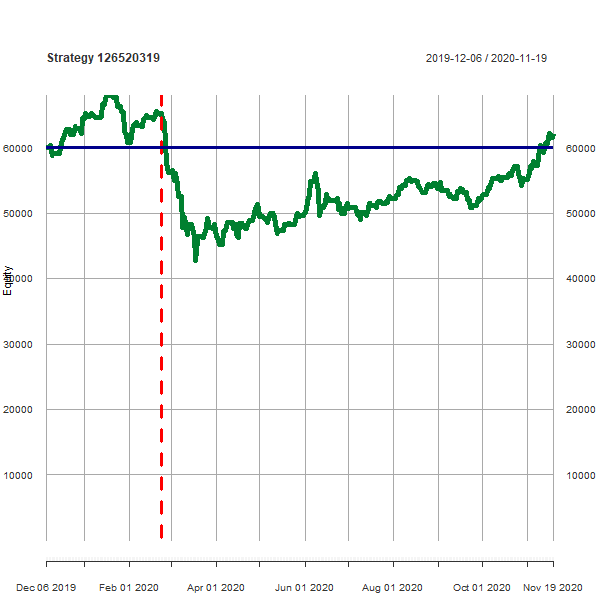 Strategy 126520319
2019-12-06 / 2020-11-19
60000
60000
50000
50000
40000
40000
Equity
30000
30000
20000
20000
10000
10000
Dec 06 2019
Feb 01 2020
Apr 01 2020
Jun 01 2020
Aug 01 2020
Oct 01 2020
Nov 19 2020